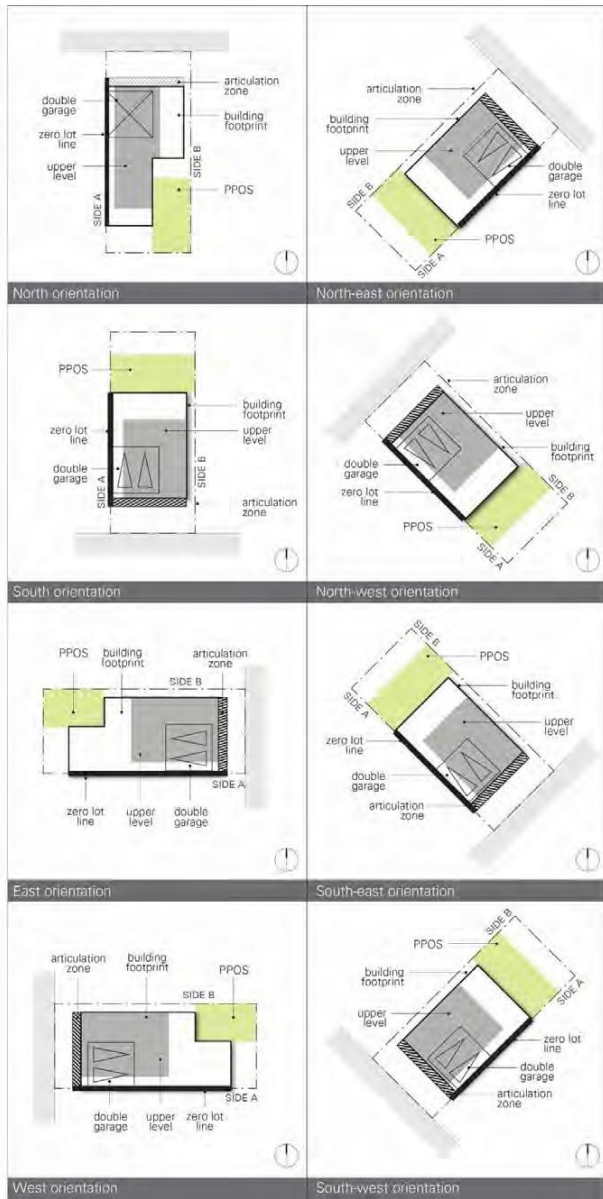 articulation
zone
double
garage
building
footprint
zero lot
line
upper
level
SIDE B
PPOS
SIDE A
North orientation
articulation
zone
building
footprint
upper
level
double
garage
zero lot
line
SIDE B
PPOS
SIDE A
North-east orientation
PPOS
building
footprint
zero lot
line
upper
level
double
garage
SIDE A
SIDE B
articulation
zone
South orientation
articulation
zone
upper
level
building
footprint
double
garage
zero lot
line
SIDE B
PPOS
SIDE A
North-west orientation
PPOS
building
footprint
articulation
zone
SIDE B
SIDE A
zero lot
line
upper
level
double
garage
East orientation
SIDE B
PPOS
building
footprint
SIDE A
upper
level
zero lot
line
double
garage
articulation
zone
South-east orientation
articulation
zone
building
footprint
PPOS
SIDE B
SIDE A
double
garage
upper
level
zero lot
line
West orientation
SIDE B
PPOS
building
footprint
SIDE A
upper
level
zero lot
line
double
garage
articulation
zone
South-west orientation